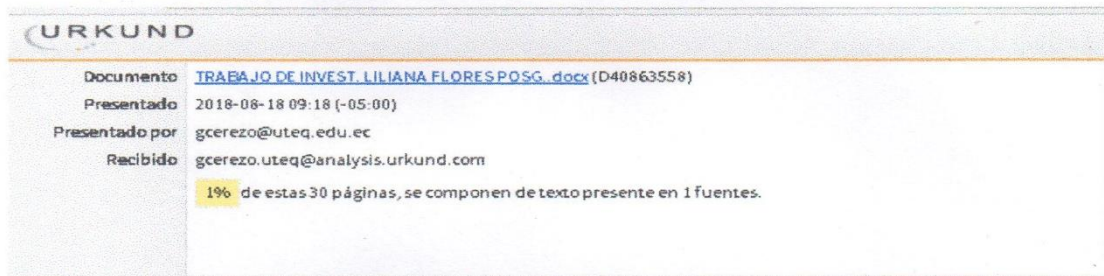 URKUND
Documento TRABAJO DE INVEST. LILIANA FLORES POSG..docx (D40863558)
Presentado 2018-08-18 09:18 (-05:00)
Presentado por gcerezo@uteq.edu.ec
Recibido gcerezo.uteq@analysis.urkund.com
1% de estas 30 páginas, se componen de texto presente en 1 fuentes.